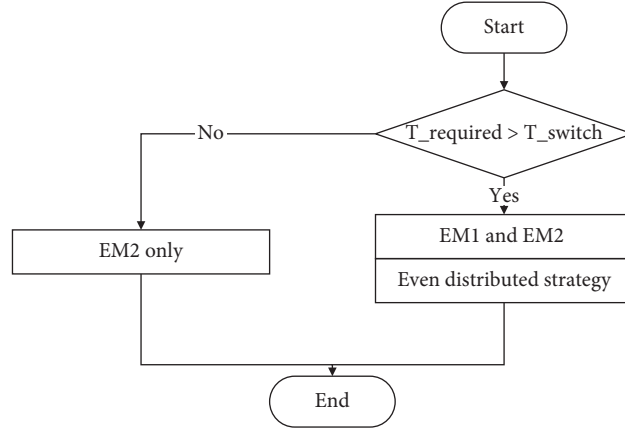 Start
T_required > T_switch
No
Yes
EM2 only
EM1 and EM2
Even distributed strategy
End